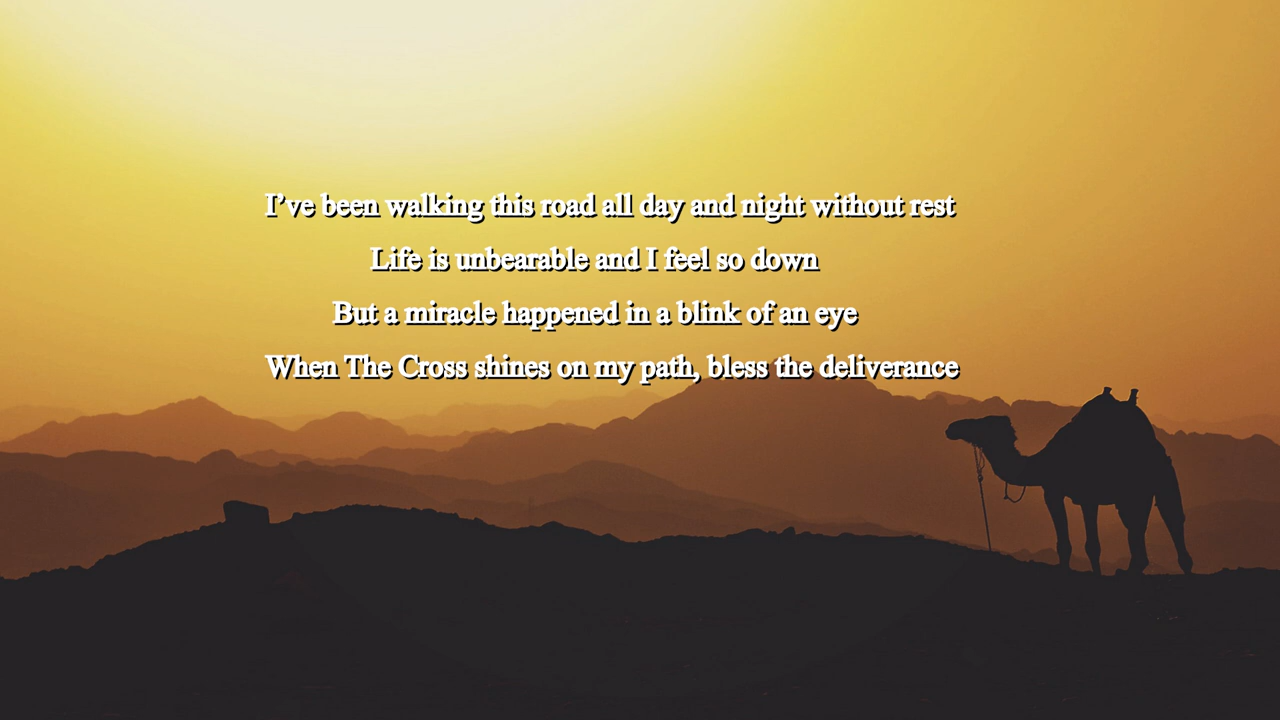 I've been walking this road all day and night without rest
Life is unbearable and I feel so down
But a miracle happened in a blink of an eye
When The Cross shines on my path, bless the deliverance